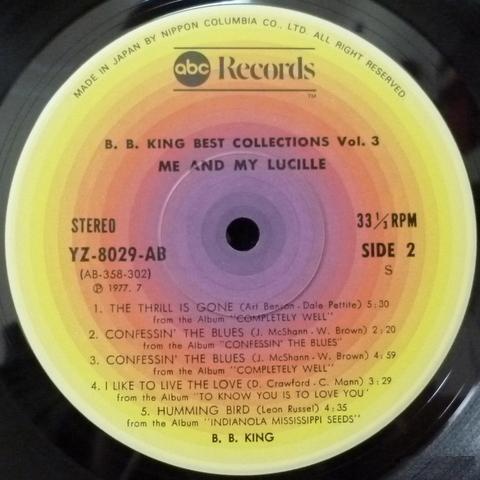 MADE IN JAPAN BY NIPPON COLUMBIA CO., LTD. ALL RIGHT RESERVED
abc Records
TM
B. B. KING BEST COLLECTIONS Vol. 3
ME AND MY LUCILLE
STEREO
33 1/3 RPM
YZ-8029-AB
SIDE 2
(AB-358-302)
S
Ⓟ 1977. 7
1. THE THRILL IS GONE (Art Benson - Dale Pettite) 5:30
from the Album "COMPLETELY WELL"
2. CONFESSIN' THE BLUES (J. McShann - W. Brown) 2:20
from the Album "CONFESSIN' THE BLUES"
3. CONFESSIN' THE BLUES (J. McShann - W. Brown) 4:59
from the Album "COMPLETELY WELL"
4. I LIKE TO LIVE THE LOVE (D. Crawford - C. Mann) 3:29
from the Album "TO KNOW YOU IS TO LOVE YOU"
5. HUMMING BIRD (Leon Russel) 4:35
from the Album "INDIANOLA MISSISSIPPI SEEDS"
B. B. KING